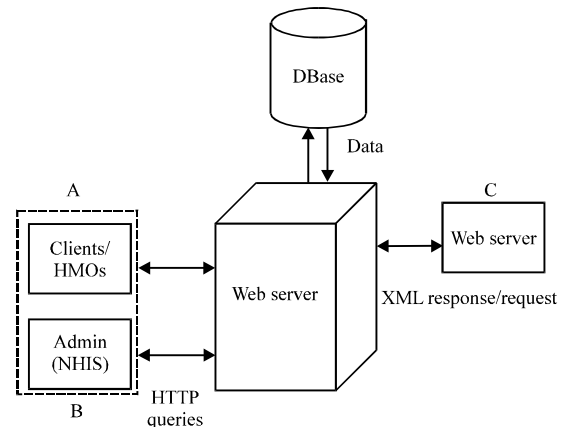 DBase
Data
A
C
Clients/
HMOs
Web server
Web server
XML response/request
Admin
(NHIS)
HTTP
queries
B